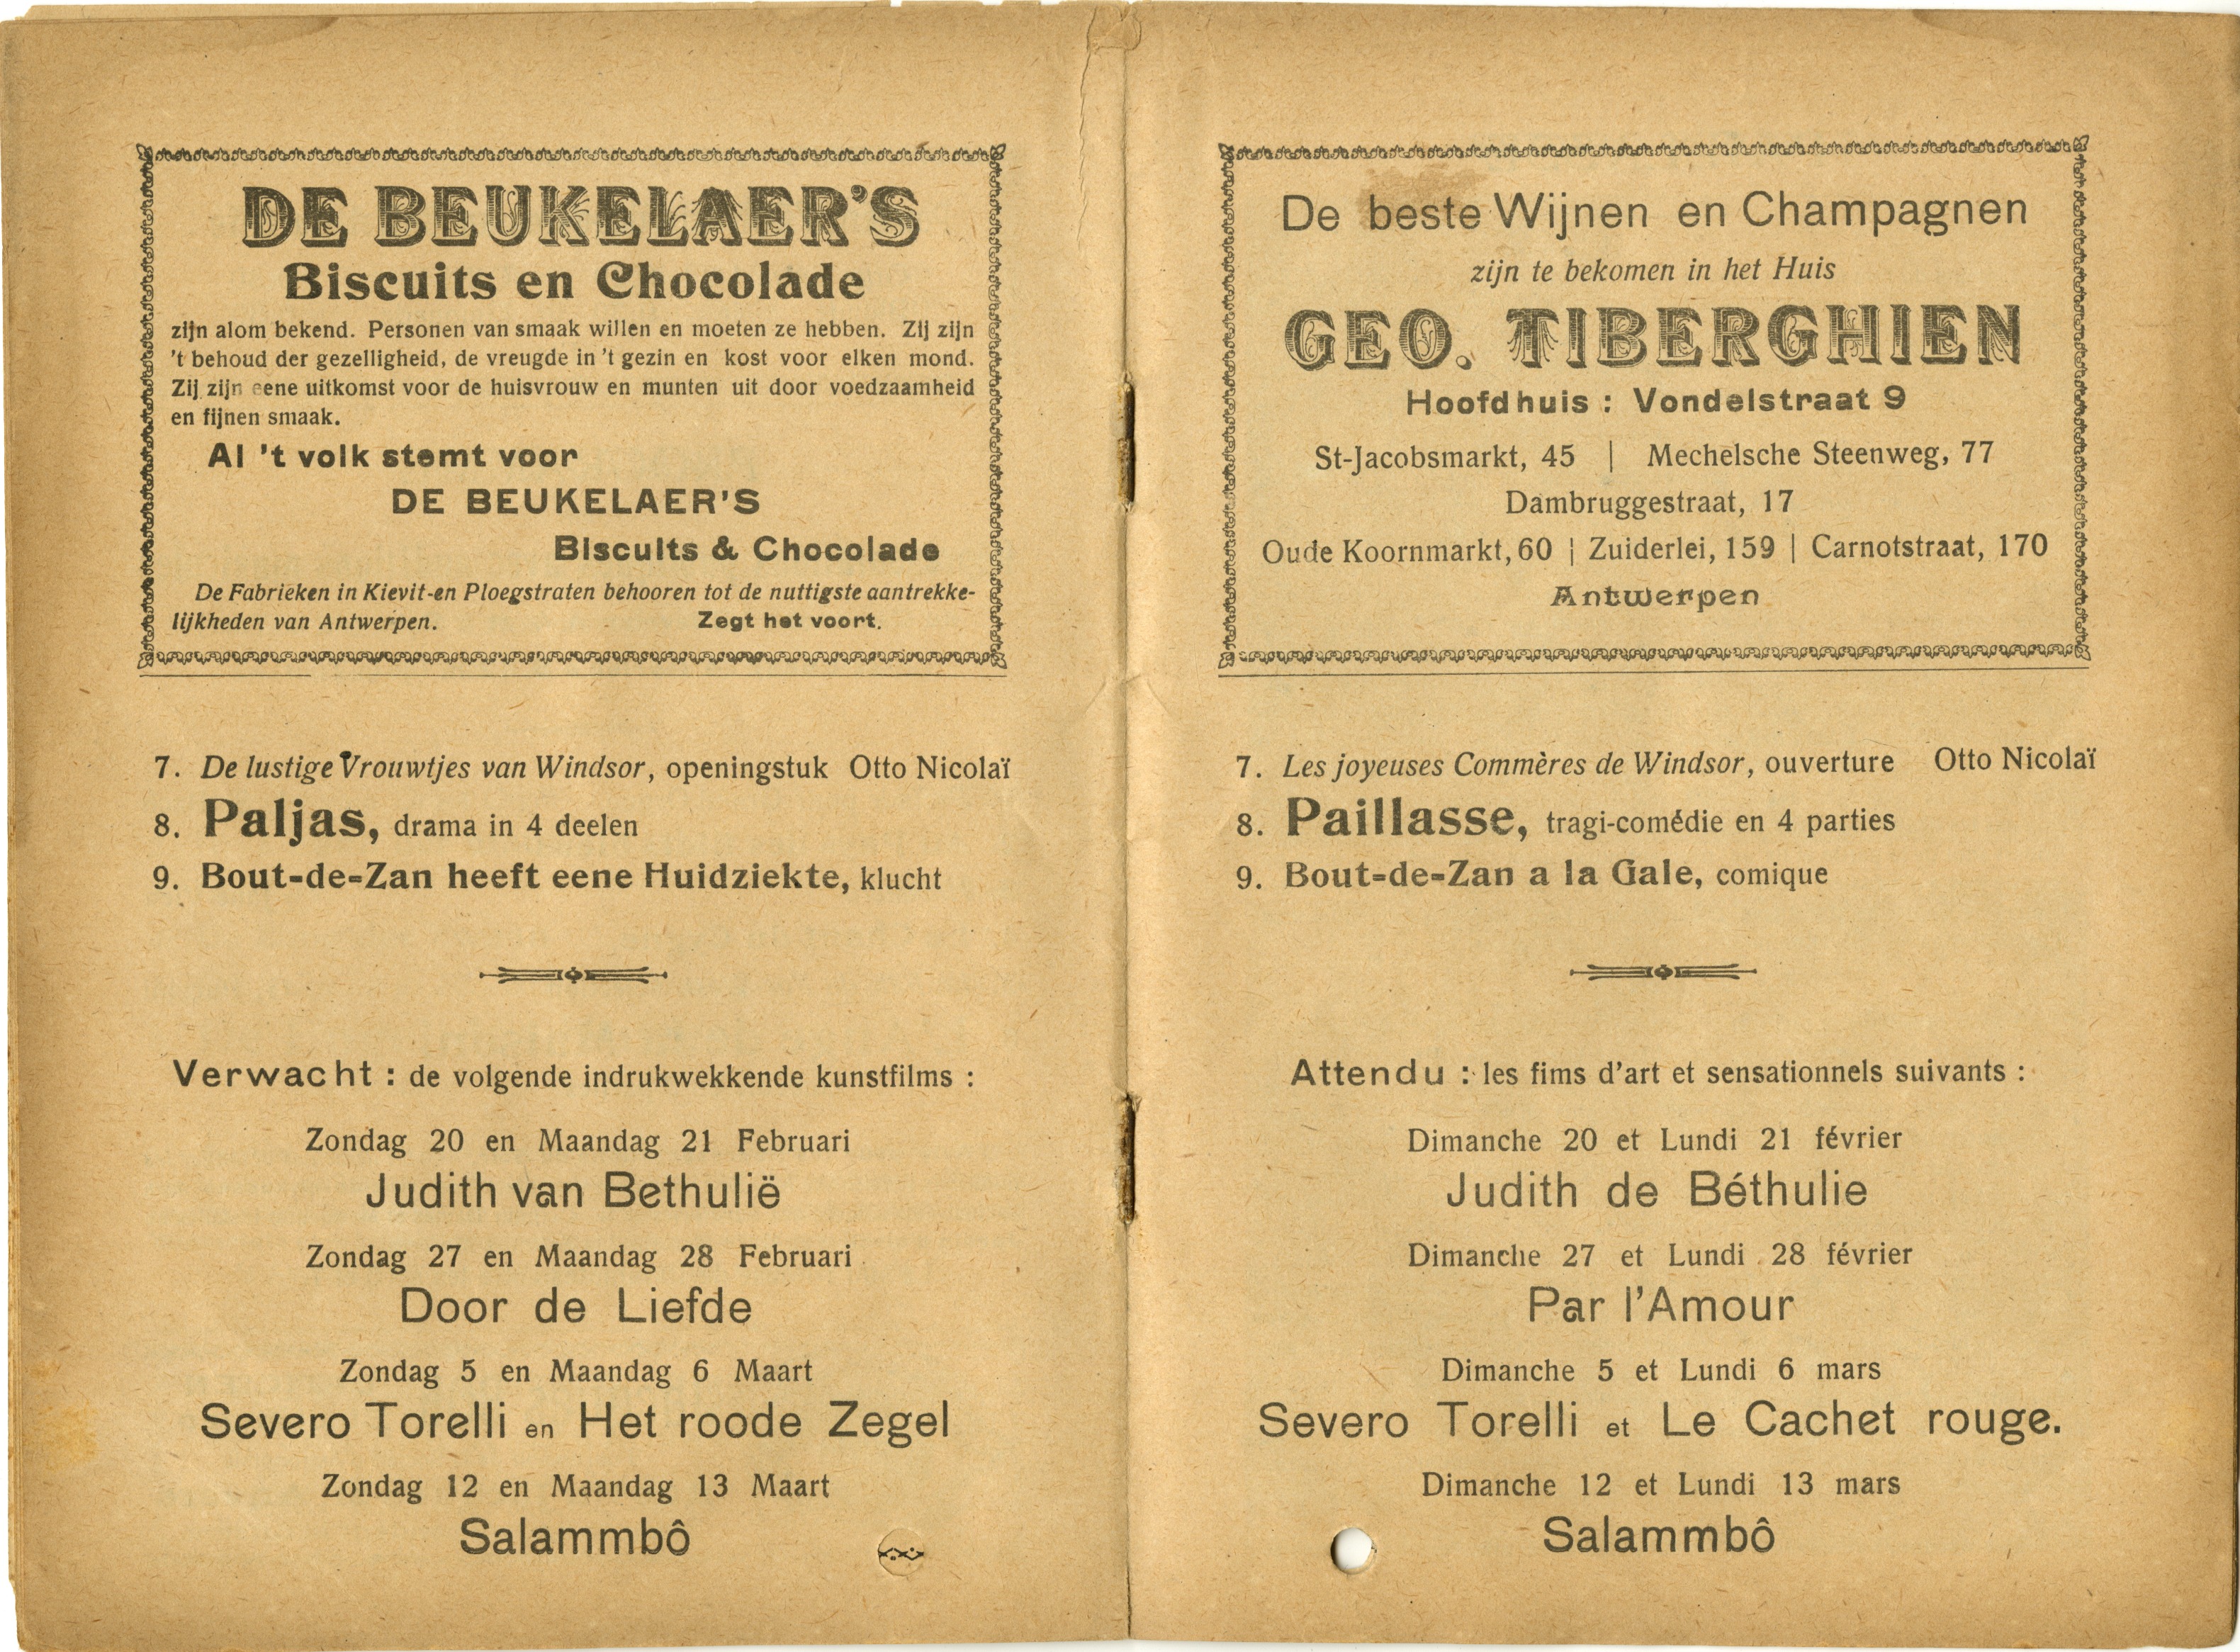 DE BEUKELAER'S
Biscuits en Chocolade
zijn alom bekend. Personen van smaak willen en moeten ze hebben. Zij zijn
't behoud der gezelligheid, de vreugde in 't gezin en kost voor elken mond.
Zij zijn eene uitkomst voor de huisvrouw en munten uit door voedzaamheid
en fijnen smaak.
Al 't volk stemt voor
DE BEUKELAER'S
Biscuits & Chocolade
De Fabrieken in Kievit-en Ploegstraten behooren tot de nuttigste aantrekke-
lijkheden van Antwerpen. Zegt het voort.
7. De lustige Vrouwtjes van Windsor, openingstuk Otto Nicolaï
8. Paljas, drama in 4 deelen
9. Bout-de-Zan heeft eene Huidziekte, klucht
Verwacht : de volgende indrukwekkende kunstfilms :
Zondag 20 en Maandag 21 Februari
Judith van Bethulië
Zondag 27 en Maandag 28 Februari
Door de Liefde
Zondag 5 en Maandag 6 Maart
Severo Torelli en Het roode Zegel
Zondag 12 en Maandag 13 Maart
Salammbô
De beste Wijnen en Champagnen
zijn te bekomen in het Huis
GEO. TIBERGHIEN
Hoofdhuis : Vondelstraat 9
St-Jacobsmarkt, 45 | Mechelsche Steenweg, 77
Dambruggestraat, 17
Oude Koornmarkt, 60 | Zuiderlei, 159 | Carnotstraat, 170
Antwerpen
7. Les joyeuses Commères de Windsor, ouverture Otto Nicolaï
8. Paillasse, tragi-comédie en 4 parties
9. Bout-de-Zan a la Gale, comique
Attendu : les fims d'art et sensationnels suivants :
Dimanche 20 et Lundi 21 février
Judith de Béthulie
Dimanche 27 et Lundi 28 février
Par l'Amour
Dimanche 5 et Lundi 6 mars
Severo Torelli et Le Cachet rouge.
Dimanche 12 et Lundi 13 mars
Salammbô